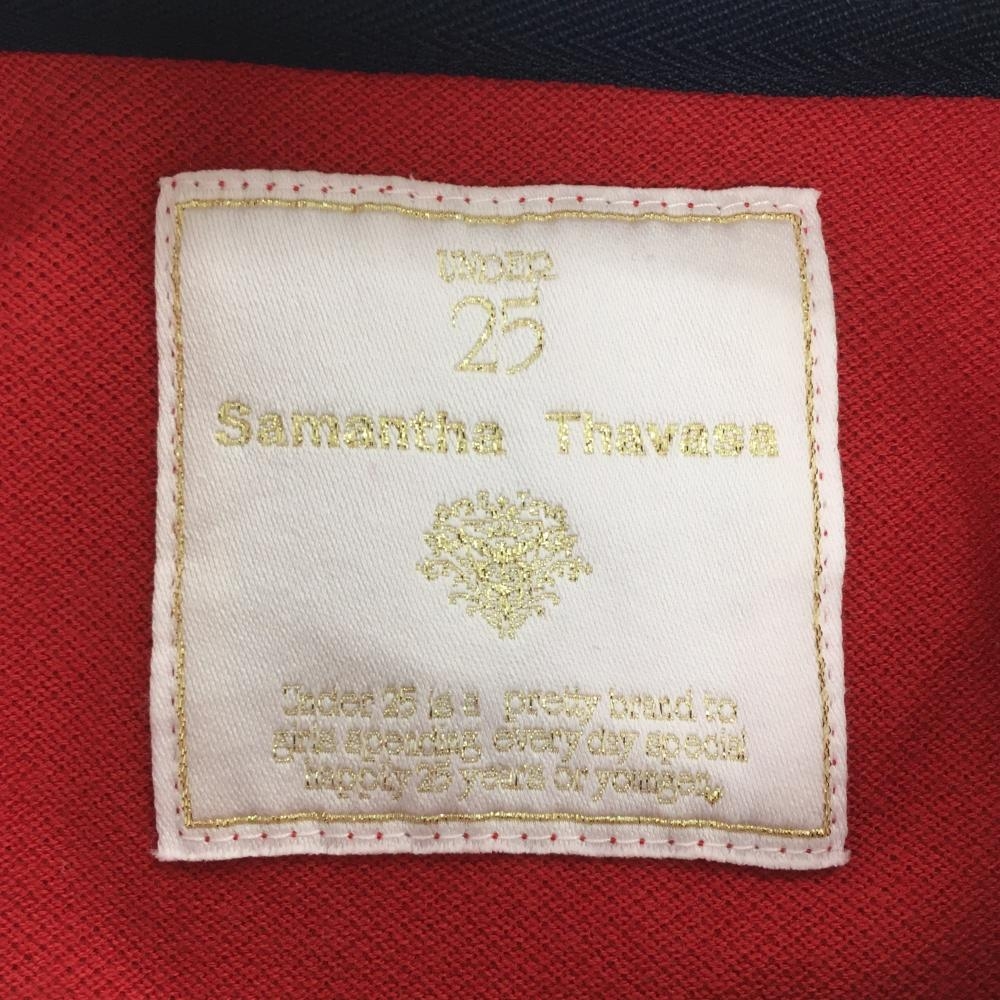 UNDER
25
Samantha Thavasa
Under 25 is a pretty brand to
girls spending every day special
happily 25 years or younger,